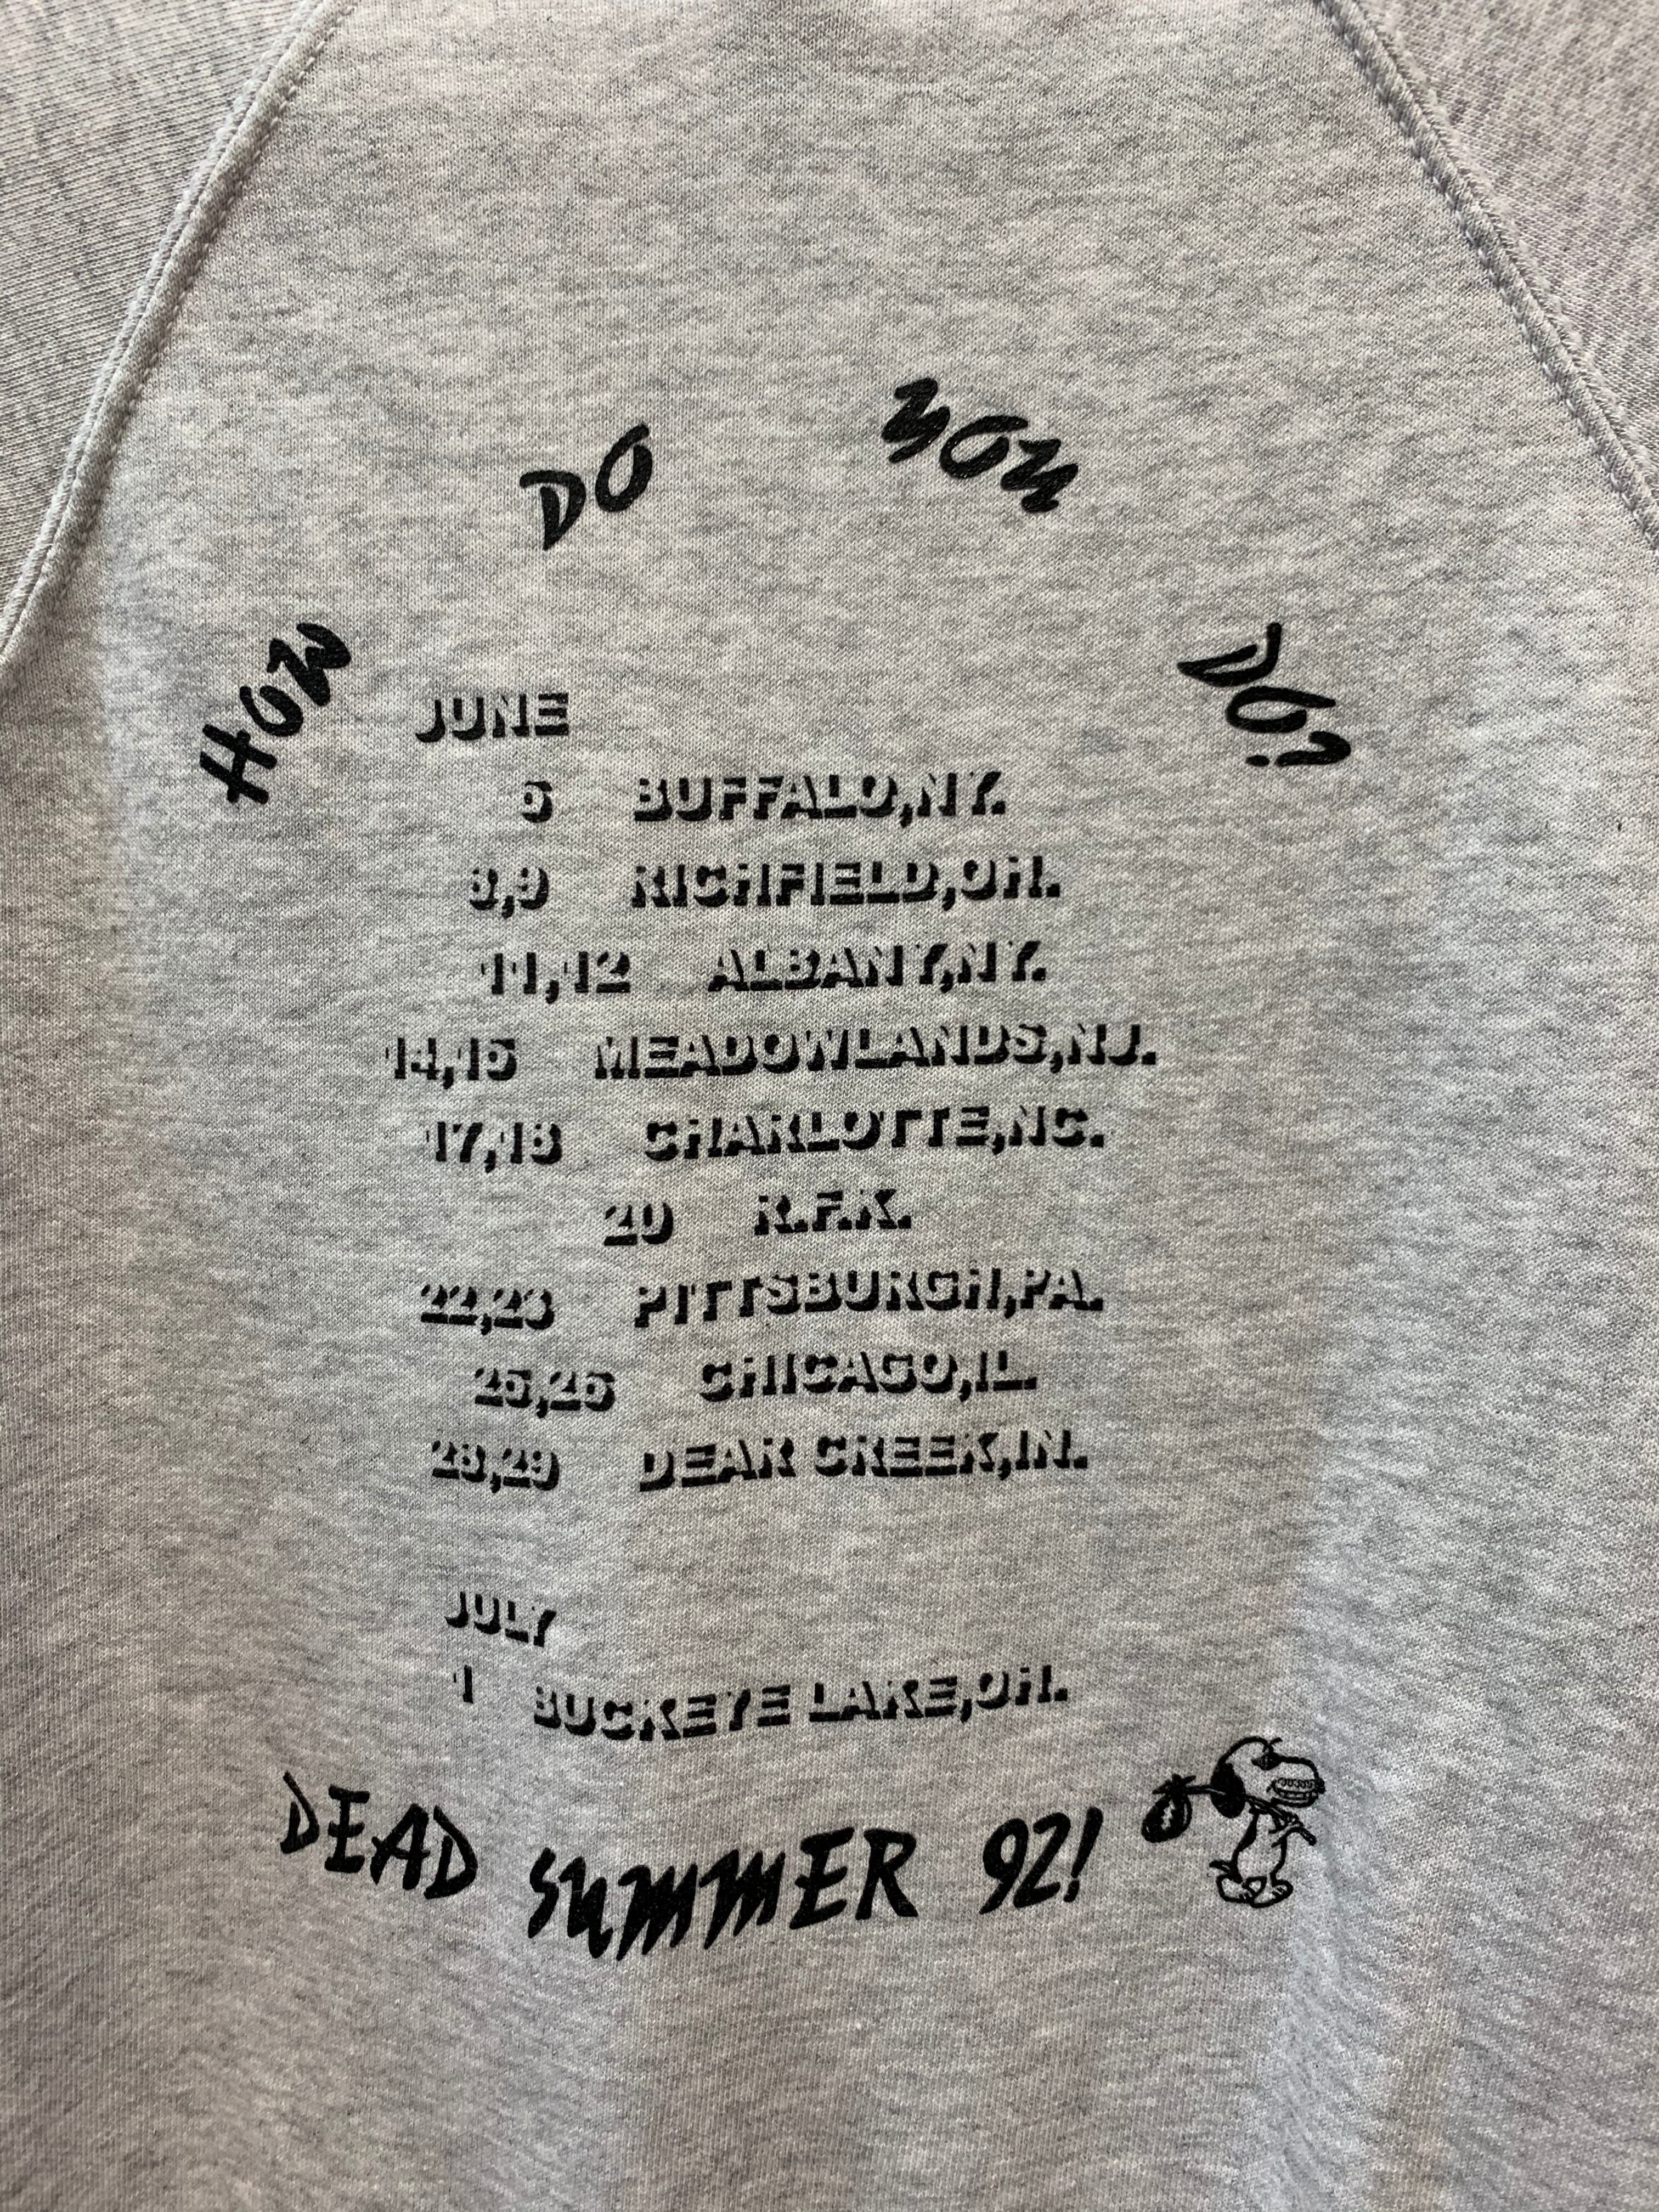 HOW DO YOU DO?
JUNE
6 BUFFALO,NY.
8,9 RICHFIELD,OH.
11,12 ALBANY,NY.
14,15 MEADOWLANDS,NJ.
17,18 CHARLOTTE,NC.
20 R.F.K.
22,23 PITTSBURGH,PA.
25,26 CHICAGO,IL.
28,29 DEAR CREEK,IN.
JULY
1 BUCKEYE LAKE,OH.
DEAD SUMMER 92!